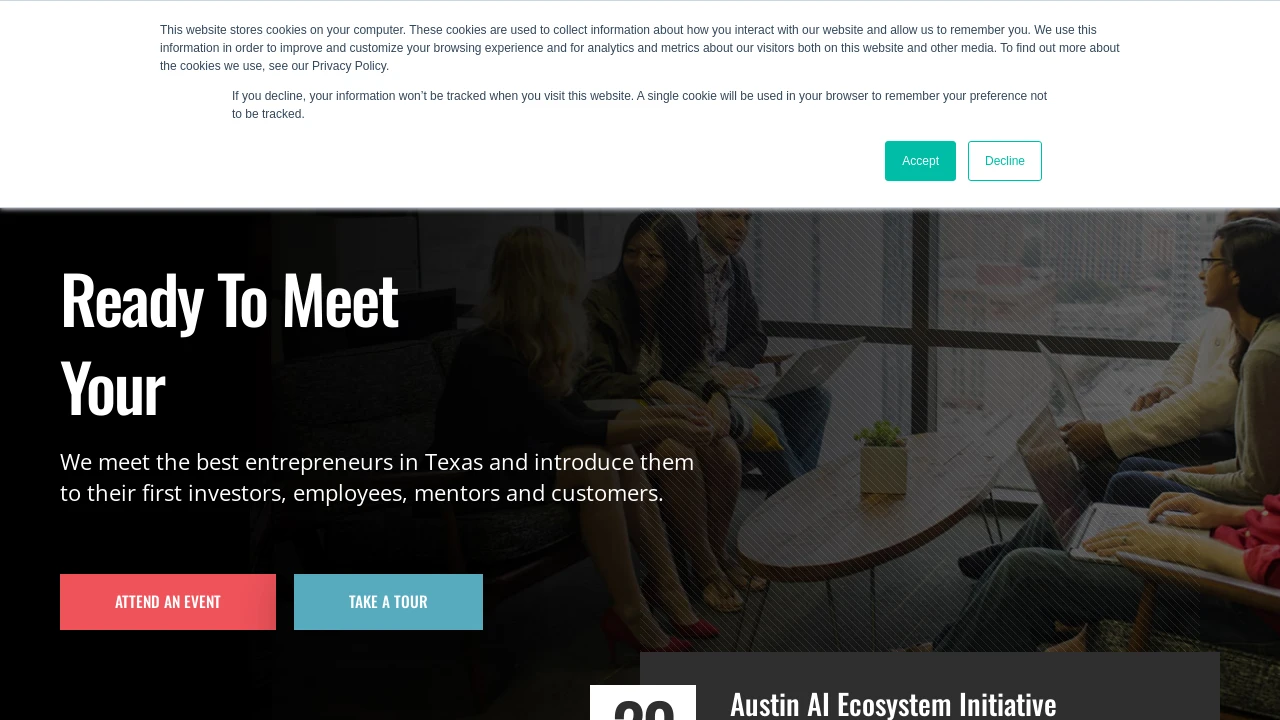 This website stores cookies on your computer. These cookies are used to collect information about how you interact with our website and allow us to remember you. We use this
information in order to improve and customize your browsing experience and for analytics and metrics about our visitors both on this website and other media. To find out more about
the cookies we use, see our Privacy Policy.
If you decline, your information won’t be tracked when you visit this website. A single cookie will be used in your browser to remember your preference not
to be tracked.
Accept Decline
Ready To Meet
Your
We meet the best entrepreneurs in Texas and introduce them
to their first investors, employees, mentors and customers.
ATTEND AN EVENT TAKE A TOUR
Austin AI Ecosystem Initiative